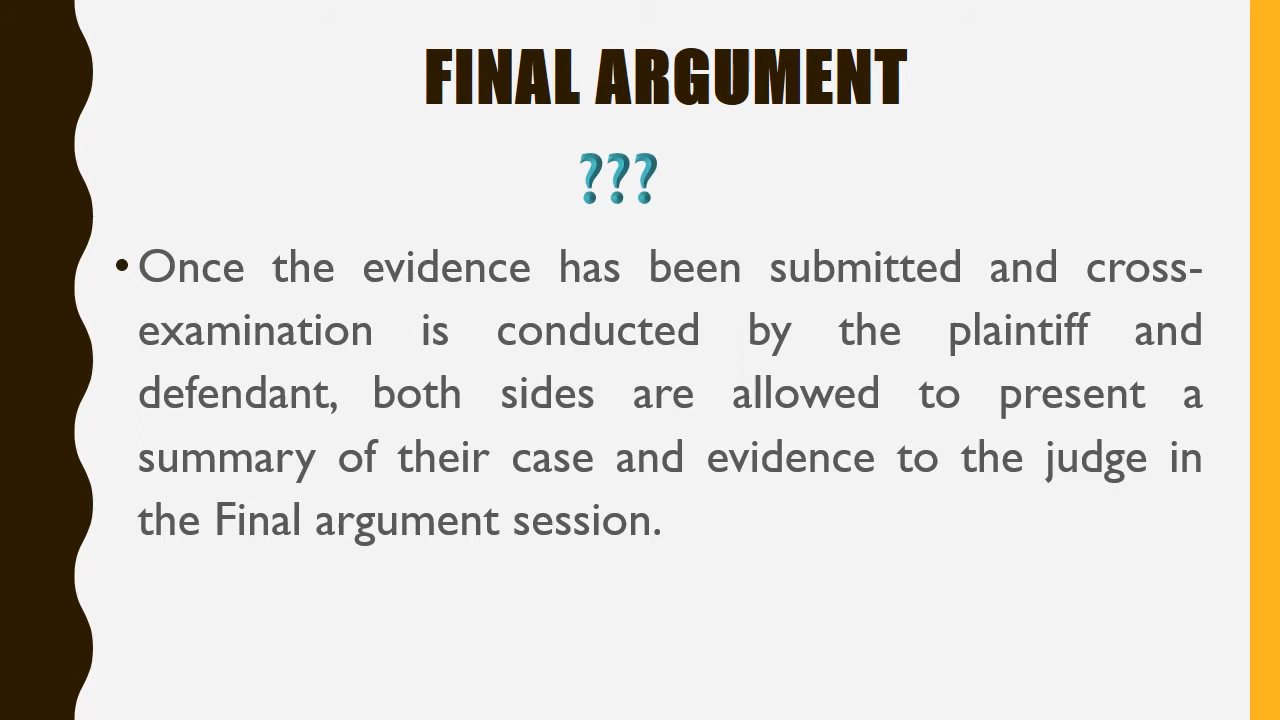 FINAL ARGUMENT
???
• Once the evidence has been submitted and cross-
examination is conducted by the plaintiff and
defendant, both sides are allowed to present a
summary of their case and evidence to the judge in
the Final argument session.